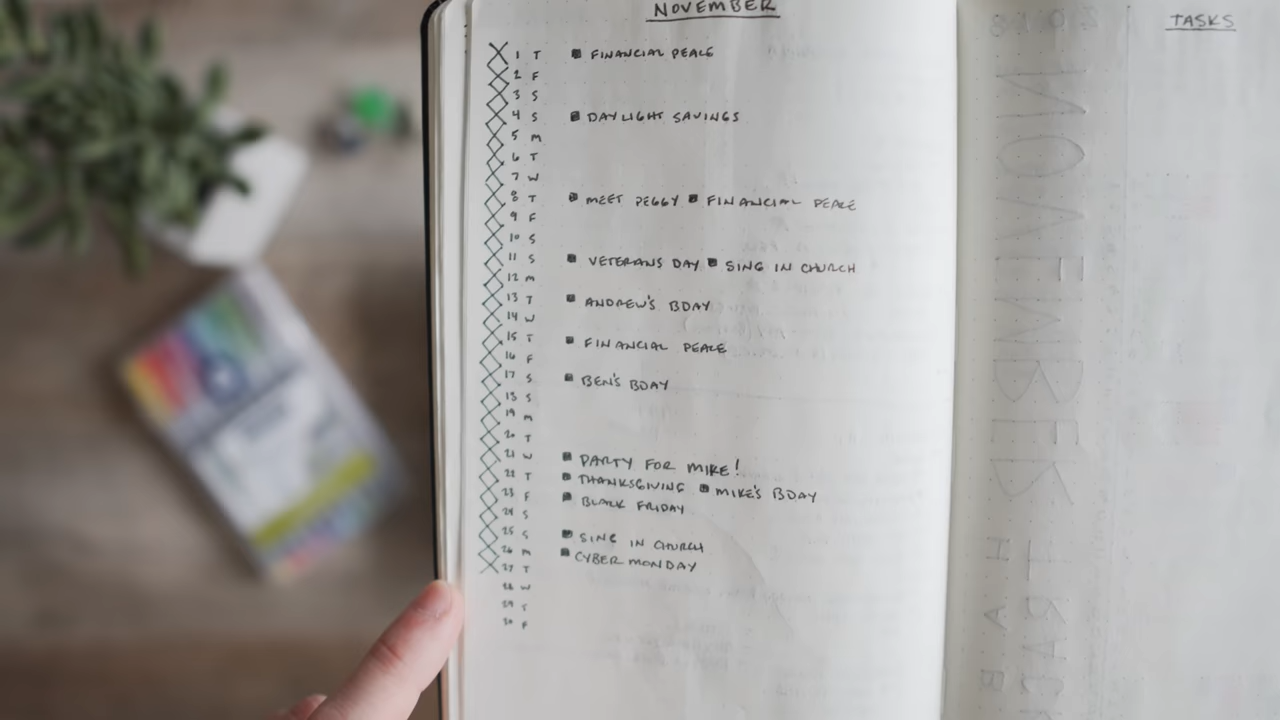 NOVEMBER
1 T ▪ FINANCIAL PEACE
2 F
3 S
4 S ▪ DAYLIGHT SAVINGS
5 M
6 T
7 W
8 T ▪ MEET PEGGY ▪ FINANCIAL PEACE
9 F
10 S
11 S ▪ VETERANS DAY ▪ SING IN CHURCH
12 M
13 T ▪ ANDREW'S BDAY
14 W
15 T ▪ FINANCIAL PEACE
16 F
17 S ▪ BEN'S BDAY
18 S
19 M
20 T
21 W ▪ PARTY FOR MIKE!
22 T ▪ THANKSGIVING ▪ MIKE'S BDAY
23 F ▪ BLACK FRIDAY
24 S
25 S ▪ SING IN CHURCH
26 M ▪ CYBER MONDAY
27 T
28 W
29 T
30 F
TASKS